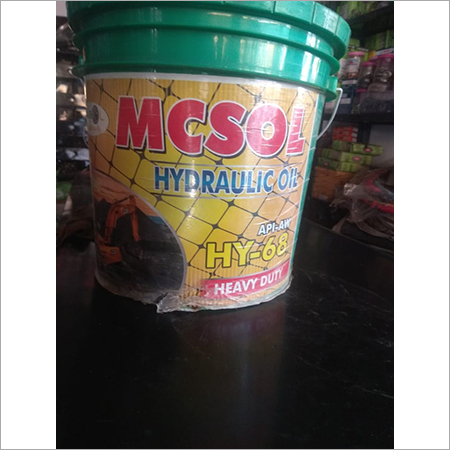 MCSOL
HYDRAULIC OIL
API-AW
HY-68
HEAVY DUTY